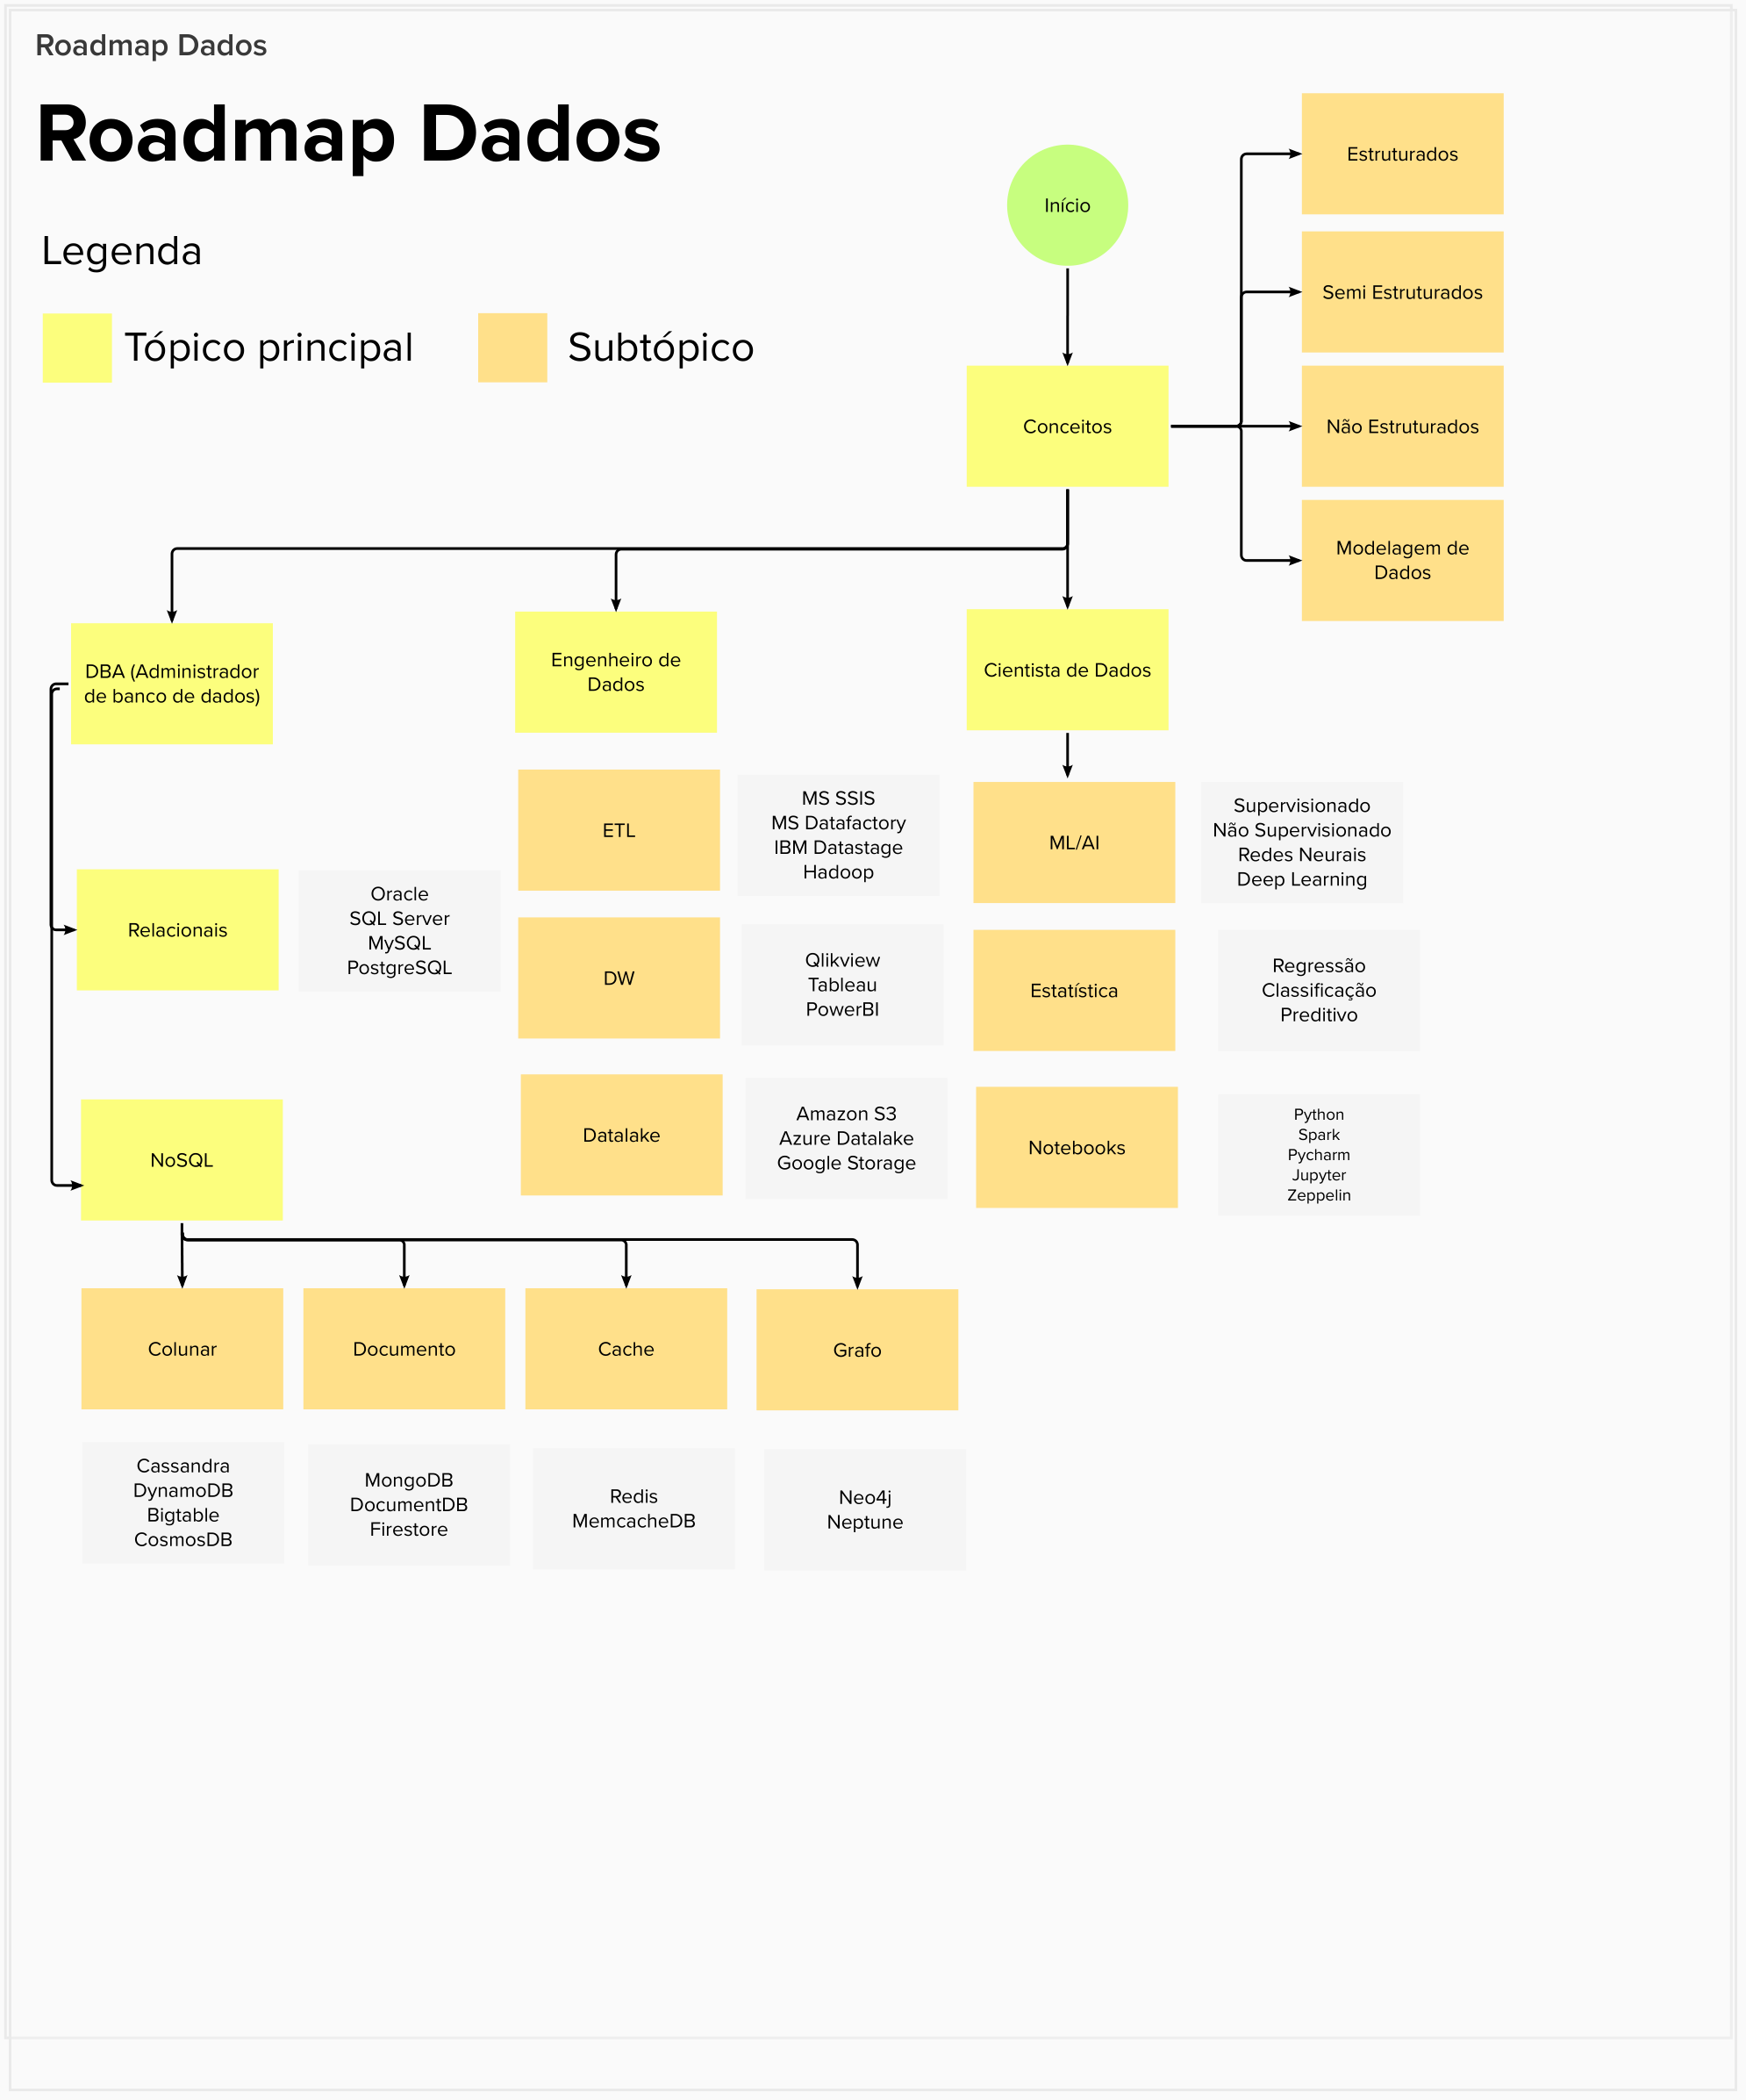 Roadmap Dados
Roadmap Dados
Legenda
Tópico principal
Subtópico
Início
Estruturados
Semi Estruturados
Conceitos
Não Estruturados
Modelagem de
Dados
DBA (Administrador
de banco de dados)
Engenheiro de
Dados
Cientista de Dados
Relacionais
Oracle
SQL Server
MySQL
PostgreSQL
ETL
MS SSIS
MS Datafactory
IBM Datastage
Hadoop
ML/AI
Supervisionado
Não Supervisionado
Redes Neurais
Deep Learning
DW
Qlikview
Tableau
PowerBI
Estatística
Regressão
Classificação
Preditivo
NoSQL
Datalake
Amazon S3
Azure Datalake
Google Storage
Notebooks
Python
Spark
Pycharm
Jupyter
Zeppelin
Colunar
Documento
Cache
Grafo
Cassandra
DynamoDB
Bigtable
CosmosDB
MongoDB
DocumentDB
Firestore
Redis
MemcacheDB
Neo4j
Neptune